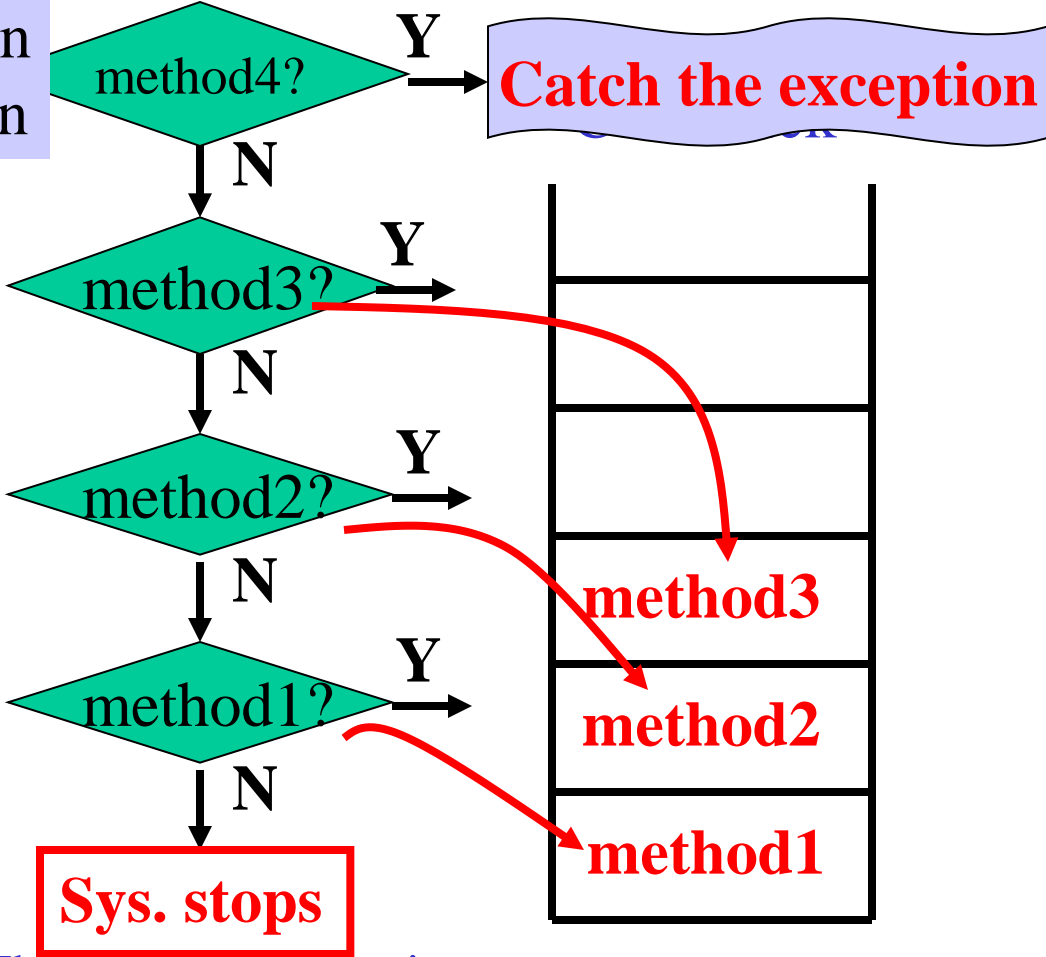 n
method4?
Y
Catch the exception
n
N
method3?
Y
N
method2?
Y
method3
N
method1?
Y
method2
N
method1
Sys. stops